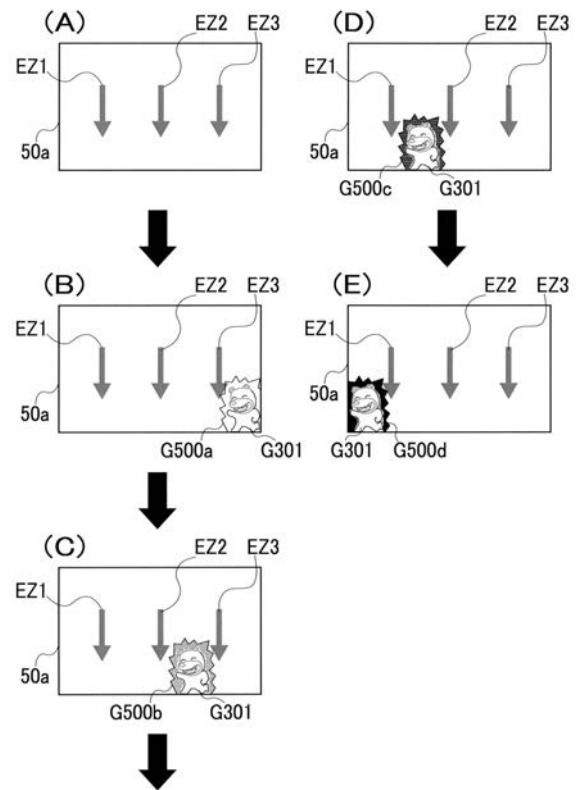 (A)
EZ2
EZ3
EZ1
50a
(B)
EZ2
EZ3
EZ1
50a
G500a
G301
(C)
EZ2
EZ3
EZ1
50a
G500b
G301
(D)
EZ2
EZ3
EZ1
50a
G500c
G301
(E)
EZ2
EZ3
EZ1
50a
G301
G500d